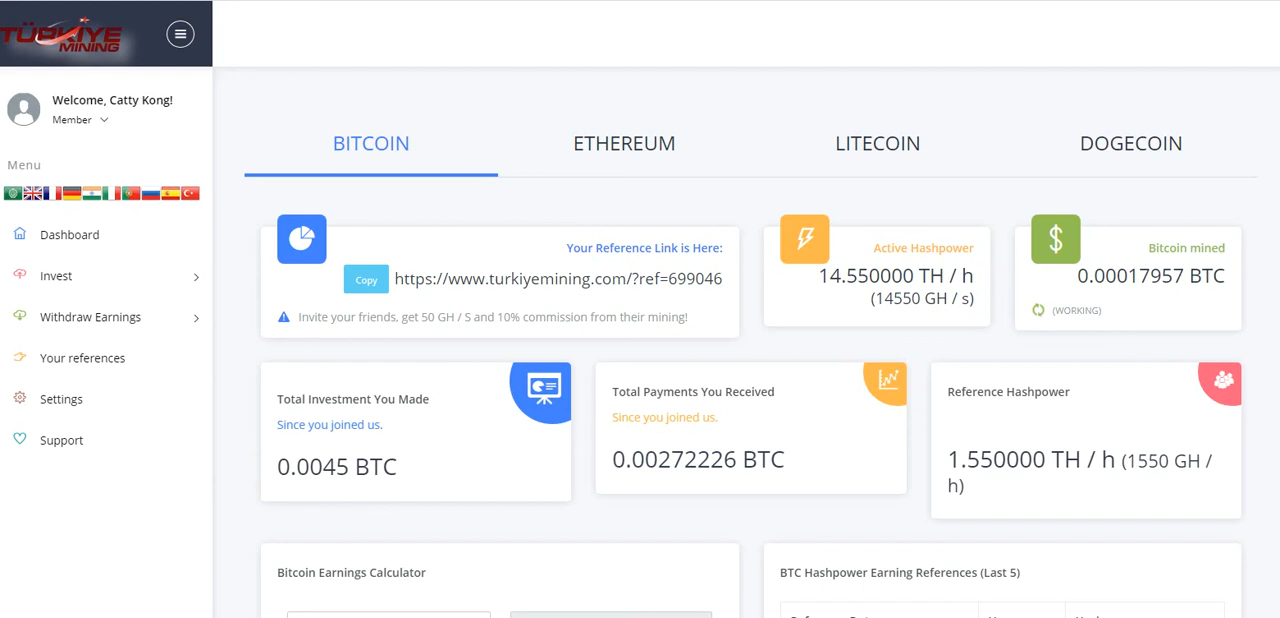 TÜRKİYE
MINING
Welcome, Catty Kong!
Member
Menu
Dashboard
Invest
Withdraw Earnings
Your references
Settings
Support
BITCOIN
ETHEREUM
LITECOIN
DOGECOIN
Your Reference Link is Here:
Copy
https://www.turkiyemining.com/?ref=699046
Invite your friends, get 50 GH / S and 10% commission from their mining!
Active Hashpower
14.550000 TH / h
(14550 GH / s)
Bitcoin mined
0.00017957 BTC
(WORKING)
Total Investment You Made
Since you joined us.
0.0045 BTC
Total Payments You Received
Since you joined us.
0.00272226 BTC
Reference Hashpower
1.550000 TH / h (1550 GH /
h)
Bitcoin Earnings Calculator
BTC Hashpower Earning References (Last 5)